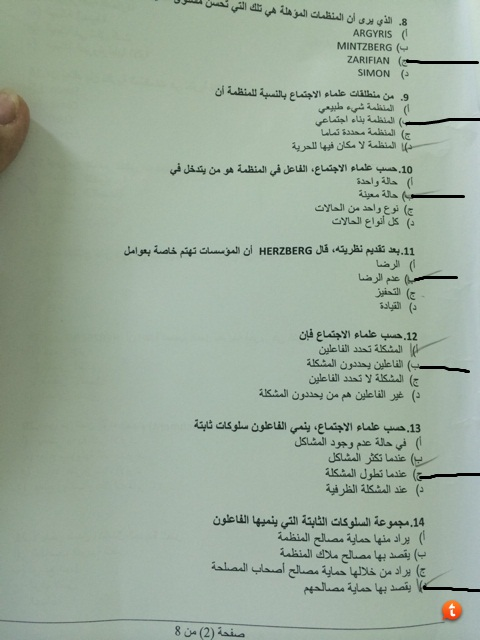 8. الذي يرى أن المنظمات المؤهلة هي تلك التي تحسن
أ) ARGYRIS
ب) MINTZBERG
ج) ZARIFIAN
د) SIMON
9. من منطلقات علماء الاجتماع بالنسبة للمنظمة أن
أ) المنظمة شيء طبيعي
ب) المنظمة بناء اجتماعي
ج) المنظمة محددة تماما
د) المنظمة لا مكان فيها للحرية
10. حسب علماء الاجتماع، الفاعل في المنظمة هو من يتدخل في
أ) حالة واحدة
ب) حالة معينة
ج) نوع واحد من الحالات
د) كل أنواع الحالات
11. بعد تقديم نظريته، قال HERZBERG أن المؤسسات تهتم خاصة بعوامل
أ) الرضا
ب) عدم الرضا
ج) التحفيز
د) القيادة
12. حسب علماء الاجتماع فإن
أ) المشكلة تحدد الفاعلين
ب) الفاعلين يحددون المشكلة
ج) المشكلة لا تحدد الفاعلين
د) غير الفاعلين هم من يحددون المشكلة
13. حسب علماء الاجتماع، ينمي الفاعلون سلوكات ثابتة
أ) في حالة عدم وجود المشاكل
ب) عندما تكثر المشاكل
ج) عندما تطول المشكلة
د) عند المشكلة الظرفية
14. مجموعة السلوكات الثابتة التي ينميها الفاعلون
أ) يراد منها حماية مصالح المنظمة
ب) يقصد بها مصالح ملاك المنظمة
ج) يراد من خلالها حماية مصالح أصحاب المصلحة
د) يقصد بها حماية مصالحهم
صفحة (2) من 8
t